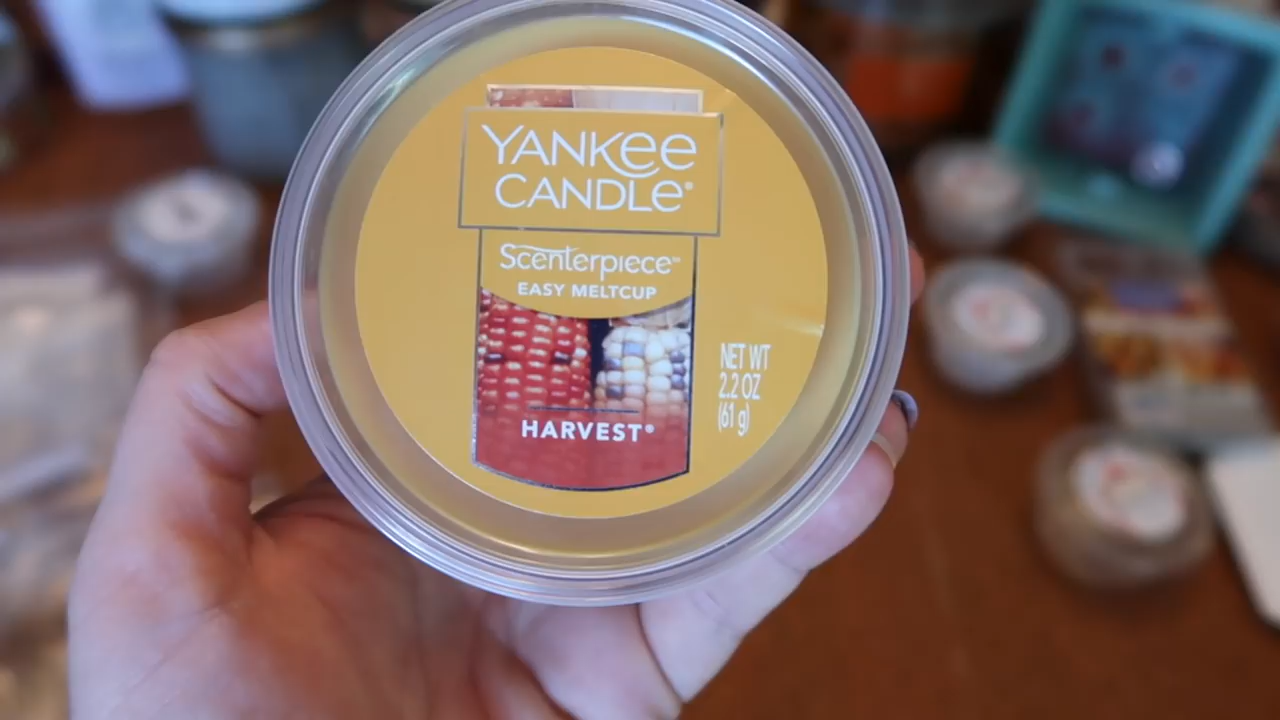 YANKEE
CANDLE®
Scenterpiece™
EASY MELTCUP
HARVEST®
NET WT
2.2 OZ
(61 g)